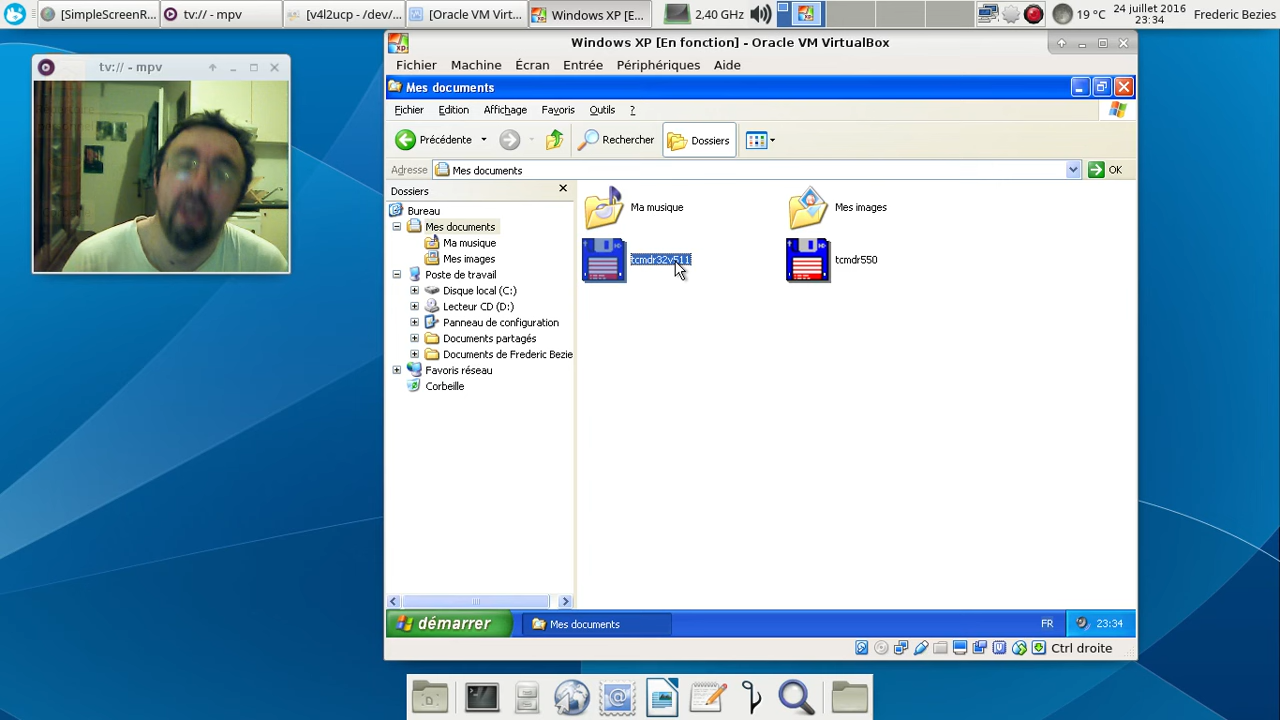 [SimpleScreenR...
tv:// - mpv
[v4l2ucp - /dev/...
[Oracle VM Virt...
Windows XP [E...
2,40 GHz
19 °C
24 juillet 2016
23:34
Frederic Bezies
tv:// - mpv
Windows XP [En fonction] - Oracle VM VirtualBox
Fichier Machine Écran Entrée Périphériques Aide
Mes documents
Fichier Edition Affichage Favoris Outils ?
Précédente Rechercher Dossiers
Adresse Mes documents OK
Dossiers
Bureau
Mes documents
Ma musique
Mes images
Poste de travail
Disque local (C:)
Lecteur CD (D:)
Panneau de configuration
Documents partagés
Documents de Frederic Bezie
Favoris réseau
Corbeille
Ma musique
Mes images
tcmdr32v511
tcmdr550
démarrer
Mes documents
FR
23:34
Ctrl droite